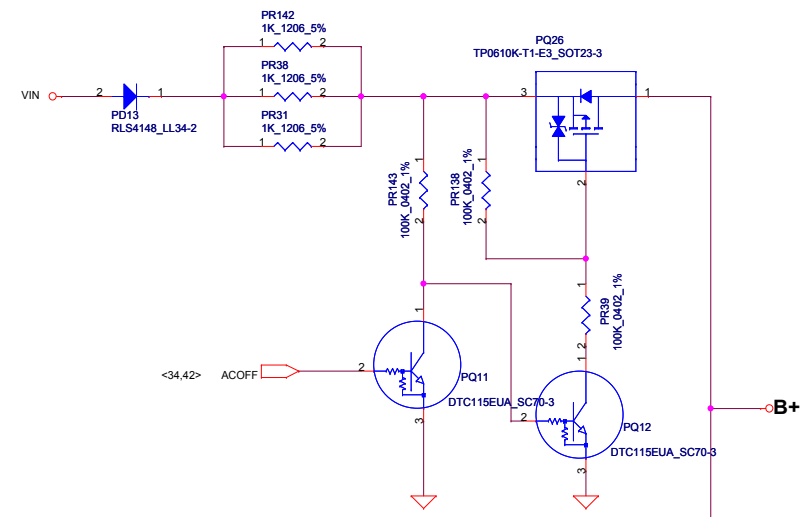 PR142
1K_1206_5%
1
2
PQ26
TP0610K-T1-E3_SOT23-3
PR38
1K_1206_5%
VIN
2
1
1
2
3
1
PD13
RLS4148_LL34-2
PR31
1K_1206_5%
1
2
1
PR143
100K_0402_1%
2
1
PR138
100K_0402_1%
2
2
1
PR39
100K_0402_1%
2
1
<34,42>
ACOFF
2
PQ11
DTC115EUA_SC70-3
3
1
2
PQ12
DTC115EUA_SC70-3
3
B+